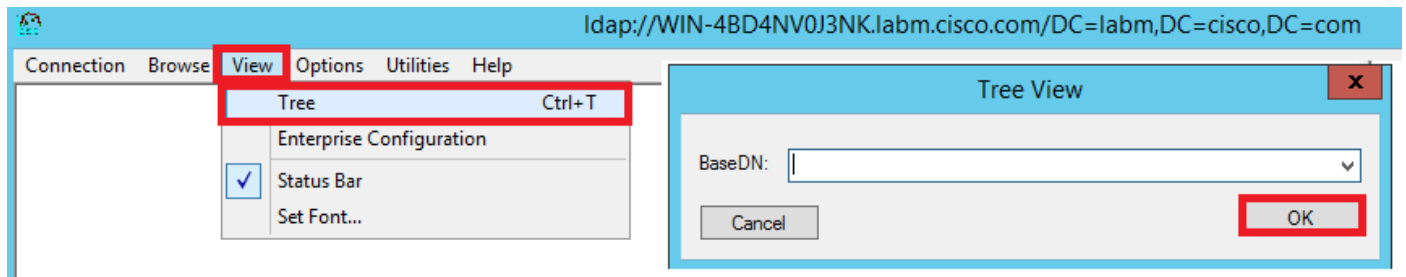 ldap://WIN-4BD4NV0J3NK.labm.cisco.com/DC=labm,DC=cisco,DC=com
Connection Browse View Options Utilities Help
Tree Ctrl+T
Enterprise Configuration
Status Bar
Set Font...
Tree View
x
BaseDN:
Cancel
OK